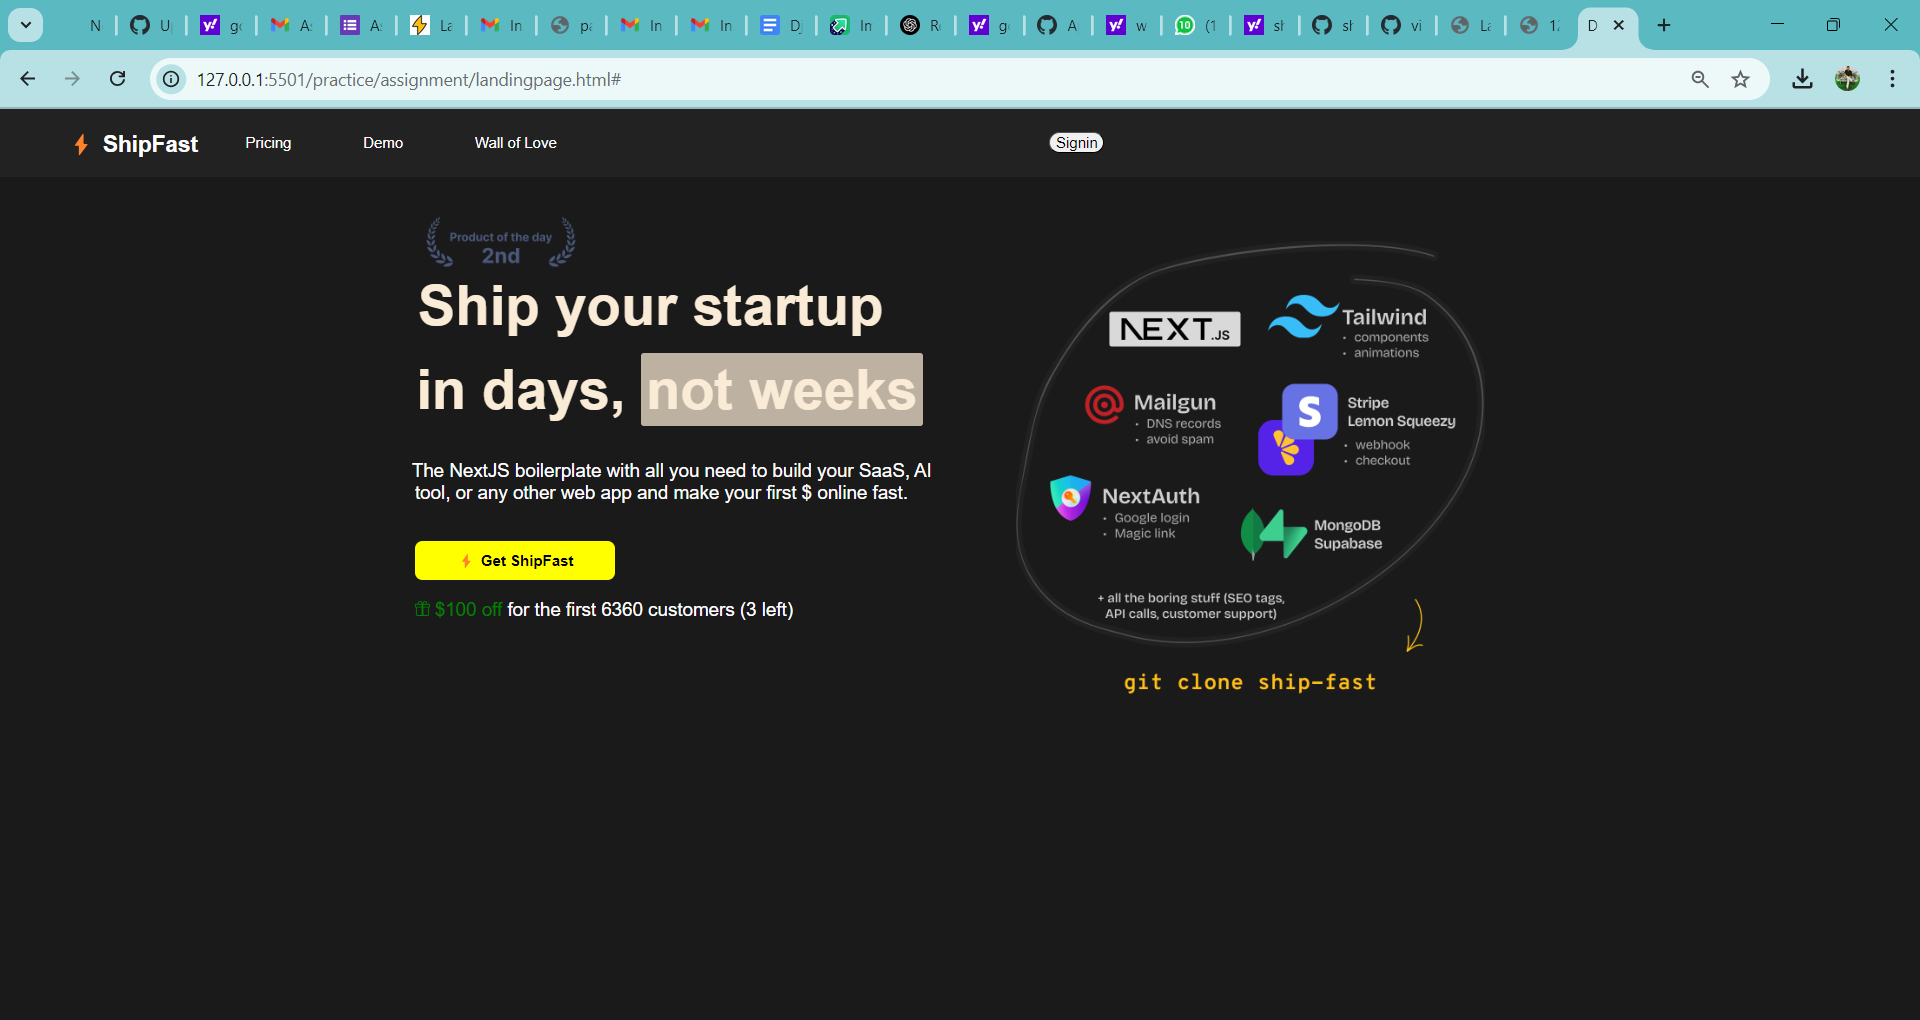 N
U
g
A
A
La
In
pa
In
In
D
In
R
g
A
w
10 (1
sh
sh
vi
La
12
D
127.0.0.1:5501/practice/assignment/landingpage.html#
ShipFast Pricing Demo Wall of Love Signin
Product of the day
2nd
Ship your startup
in days, not weeks
The NextJS boilerplate with all you need to build your SaaS, AI
tool, or any other web app and make your first $ online fast.
Get ShipFast
$100 off for the first 6360 customers (3 left)
NEXT.JS
Tailwind
• components
• animations
Mailgun
• DNS records
• avoid spam
S
Stripe
Lemon Squeezy
• webhook
• checkout
NextAuth
• Google login
• Magic link
MongoDB
Supabase
+ all the boring stuff (SEO tags,
API calls, customer support)
git clone ship-fast